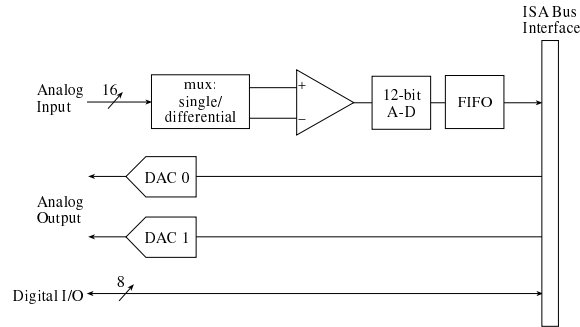 ISA Bus
Interface
Analog
Input
16
mux:
single/
differential
+
–
12-bit
A-D
FIFO
DAC 0
Analog
Output
DAC 1
8
Digital I/O